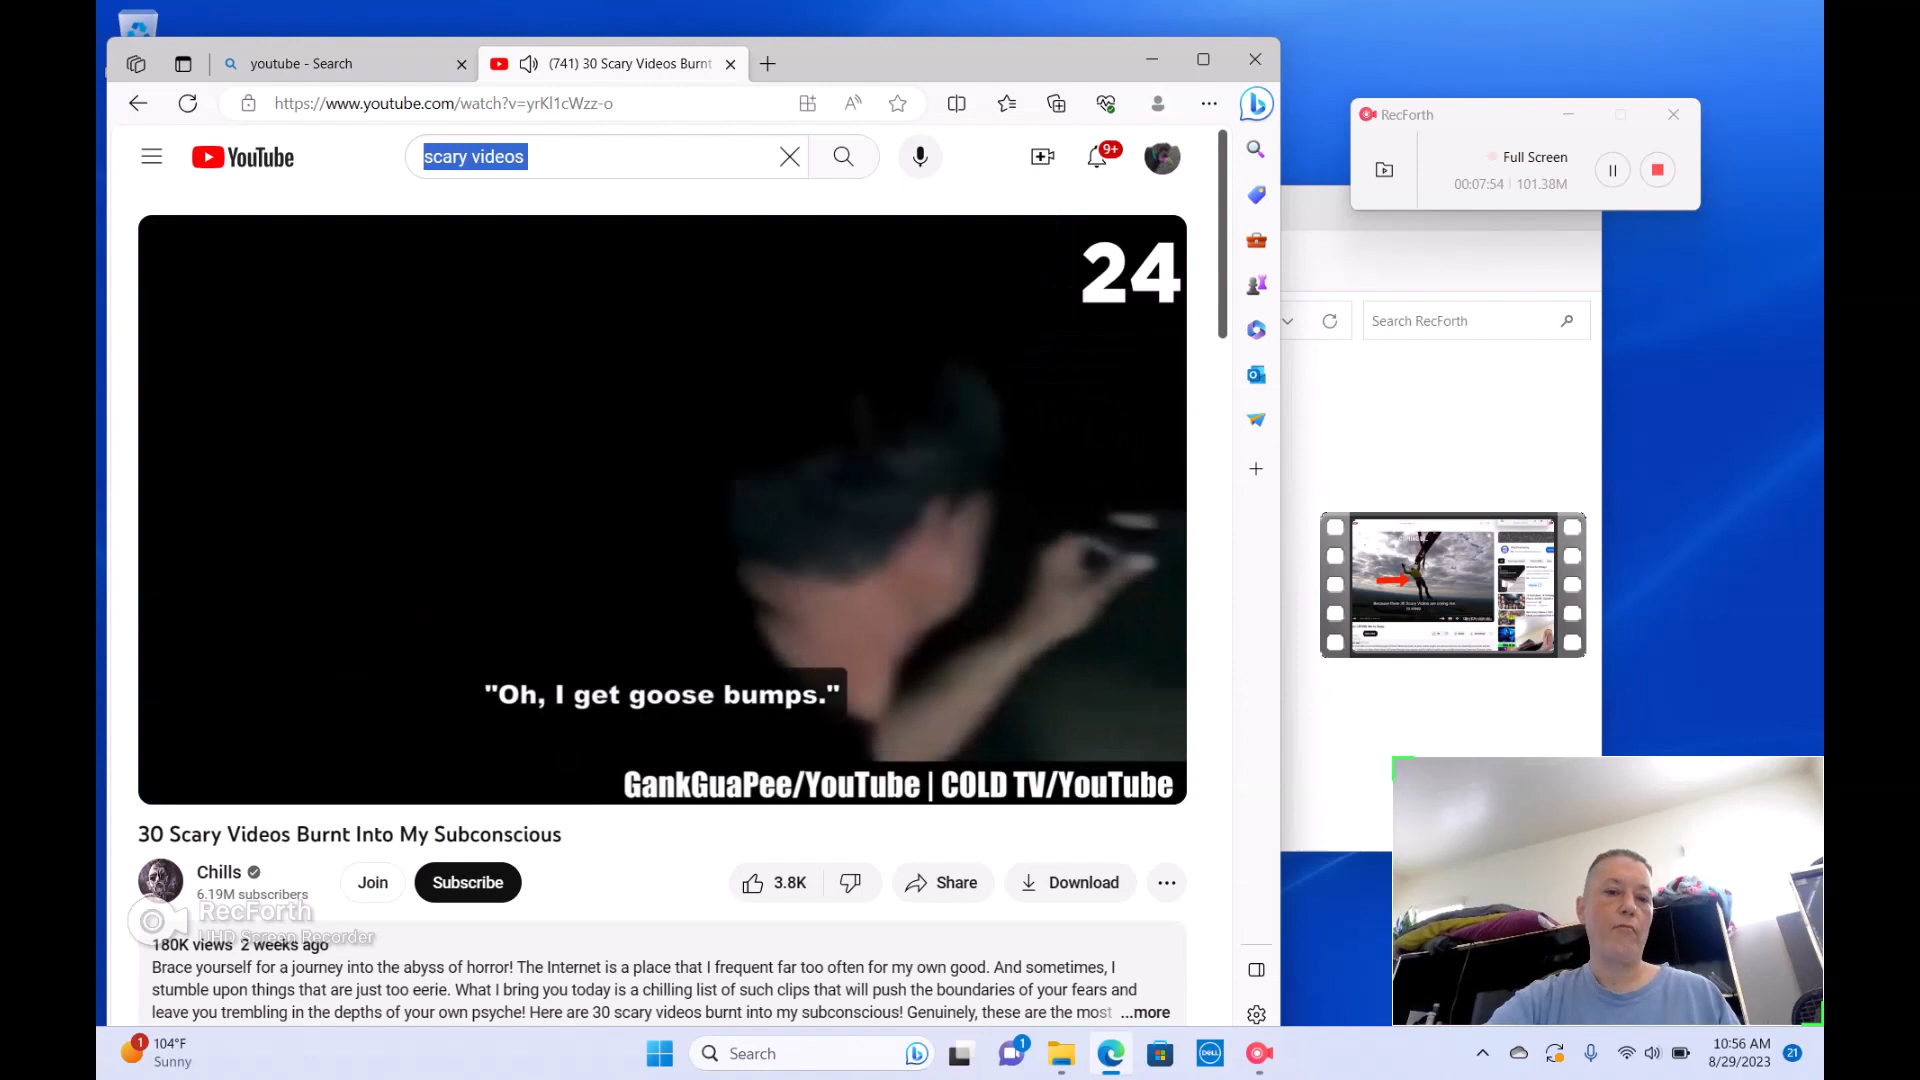 youtube - Search
(741) 30 Scary Videos Burnt
https://www.youtube.com/watch?v=yrKl1cWzz-o
YouTube
scary videos
9+
24
"Oh, I get goose bumps."
GankGuaPee/YouTube | COLD TV/YouTube
30 Scary Videos Burnt Into My Subconscious
Chills
6.19M subscribers
Join
Subscribe
3.8K
Share
Download
RecForth
UHD Screen Recorder
180K views 2 weeks ago
Brace yourself for a journey into the abyss of horror! The Internet is a place that I frequent far too often for my own good. And sometimes, I
stumble upon things that are just too eerie. What I bring you today is a chilling list of such clips that will push the boundaries of your fears and
leave you trembling in the depths of your own psyche! Here are 30 scary videos burnt into my subconscious! Genuinely, these are the most ...more
RecForth
Full Screen
00:07:54 | 101.38M
Search RecForth
1
104°F
Sunny
Search
1
DELL
10:56 AM
8/29/2023
21